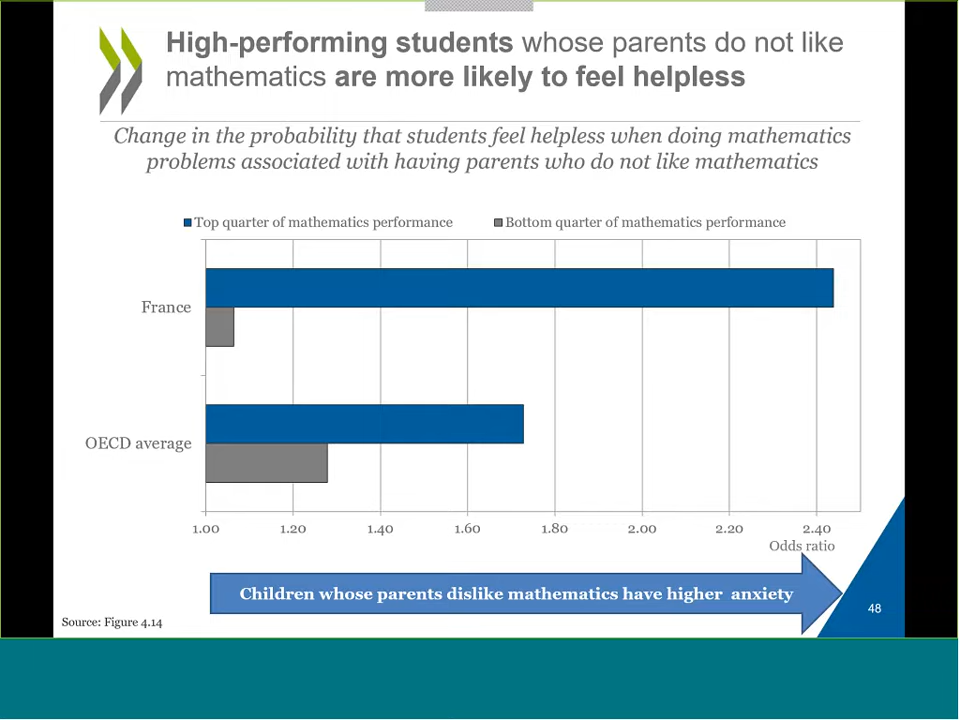 High-performing students whose parents do not like
mathematics are more likely to feel helpless
Change in the probability that students feel helpless when doing mathematics
problems associated with having parents who do not like mathematics
Top quarter of mathematics performance
Bottom quarter of mathematics performance
France
OECD average
1.00 1.20 1.40 1.60 1.80 2.00 2.20 2.40
Odds ratio
Children whose parents dislike mathematics have higher anxiety
48
Source: Figure 4.14